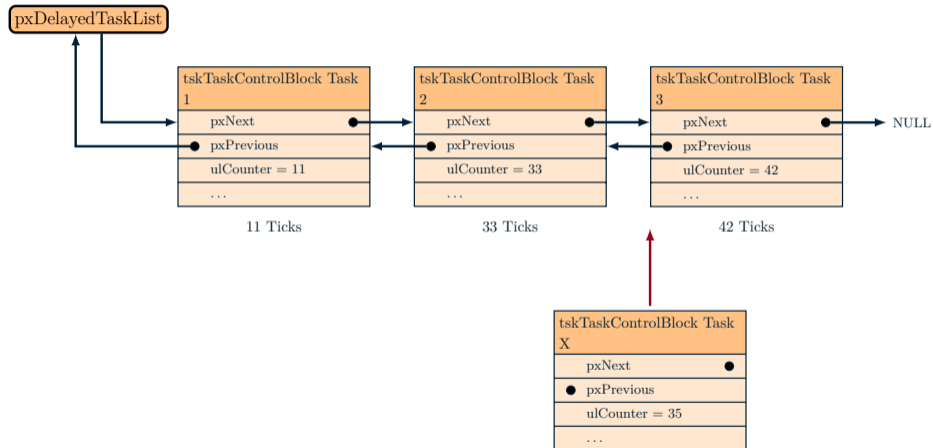 pxDelayedTaskList
tskTaskControlBlock Task
1
pxNext
pxPrevious
ulCounter = 11
...
11 Ticks
tskTaskControlBlock Task
2
pxNext
pxPrevious
ulCounter = 33
...
33 Ticks
tskTaskControlBlock Task
3
pxNext
pxPrevious
ulCounter = 42
...
42 Ticks
NULL
tskTaskControlBlock Task
X
pxNext
pxPrevious
ulCounter = 35
...